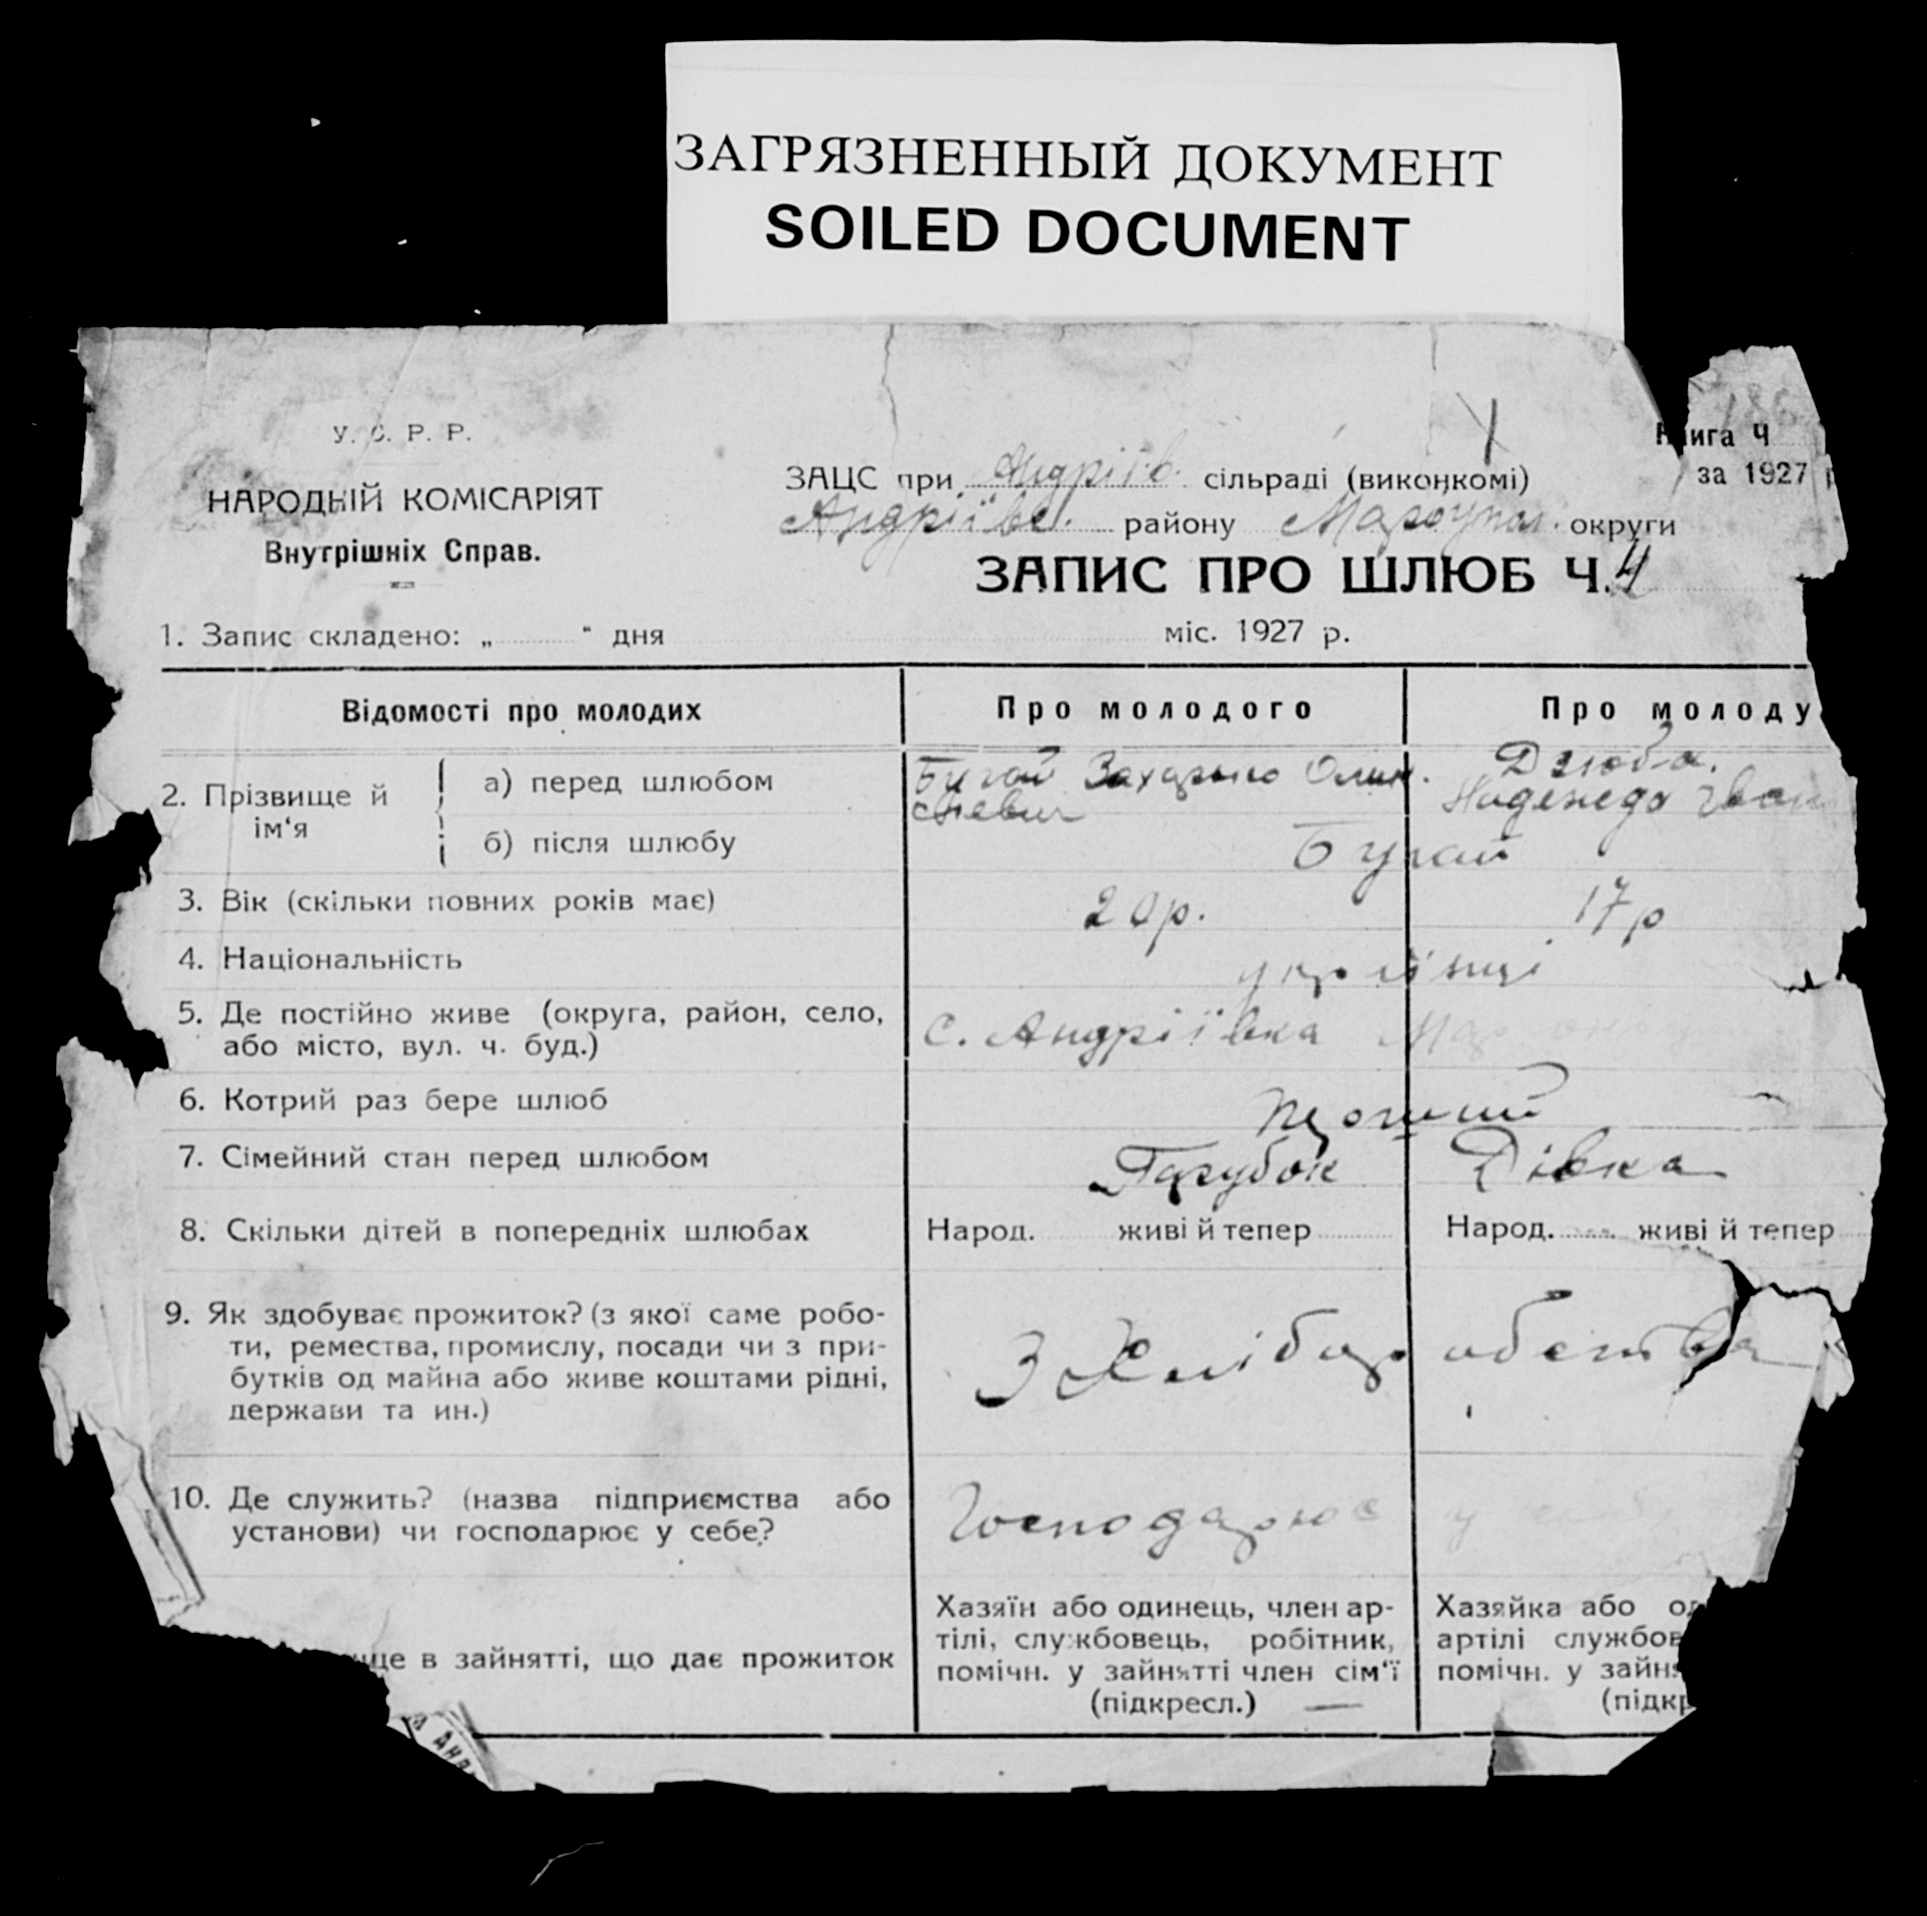 ЗАГРЯЗНЕННЫЙ ДОКУМЕНТ
SOILED DOCUMENT
У. С. Р. Р.
НАРОДНІЙ КОМІСАРІЯТ
Внутрішніх Справ.
Книга Ч
за 1927 р
ЗАЦС при Андріїв. сільраді (виконкомі)
Андріївс. району Маріупол. округи
ЗАПИС ПРО ШЛЮБ Ч. 4
1. Запис складено: „ “ дня міс. 1927 р.
Відомості про молодих Про молодого Про молоду
2. Прізвище й ім‘я
а) перед шлюбом Бугай Дзюба.
Надежда Іван
б) після шлюбу Бугай
3. Вік (скільки повних років має) 20 р. 17 р
4. Національність українці
5. Де постійно живе (округа, район, село, с. Андріївка
або місто, вул. ч. буд.)
6. Котрий раз бере шлюб
7. Сімейний стан перед шлюбом Парубок Дівка
8. Скільки дітей в попередніх шлюбах Народ. живі й тепер Народ. живі й тепер
9. Як здобуває прожиток? (з якої саме робо-
ти, ремества, промислу, посади чи з при-
бутків од майна або живе коштами рідні,
держави та ин.)
З Хліборобства
10. Де служить? (назва підприємства або
установи) чи господарює у себе?
Господарює у
ще в зайнятті, що дає прожиток
Хазяїн або одинець, член ар-
тілі, службовець, робітник,
помічн. у зайнятті член сім‘ї
(підкресл.)
Хазяйка або од
артілі службов
помічн. у зайня
(підкр